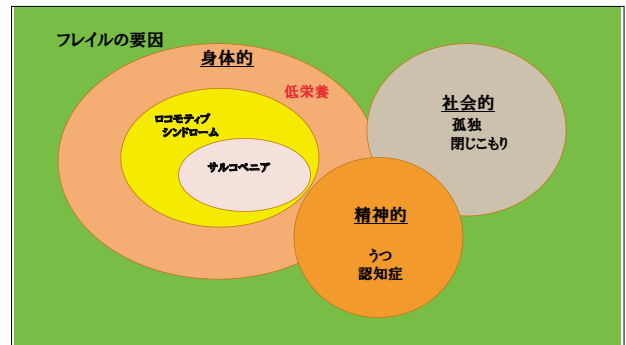 フレイルの要因
身体的
低栄養
ロコモティブ
シンドローム
サルコペニア
社会的
孤独
閉じこもり
精神的
うつ
認知症